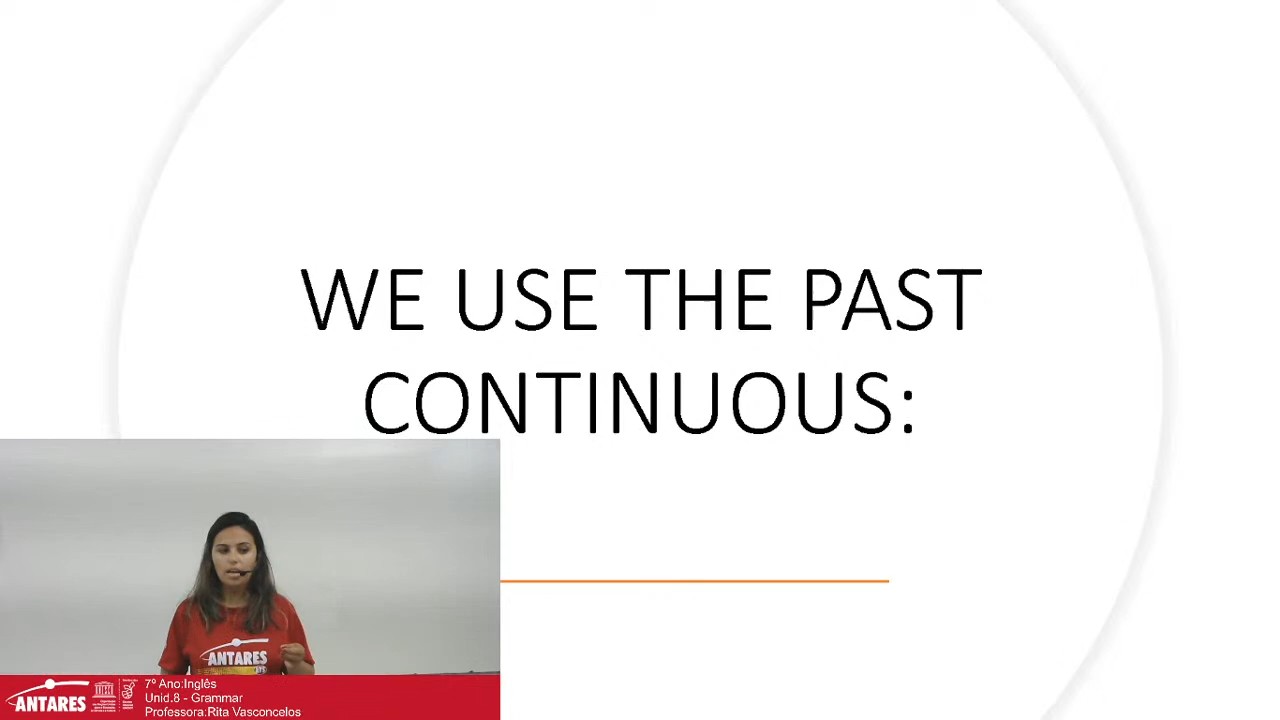 WE USE THE PAST
CONTINUOUS:
ANTARES
ANTARES
7º Ano:Inglês
Unid.8 - Grammar
Professora:Rita Vasconcelos